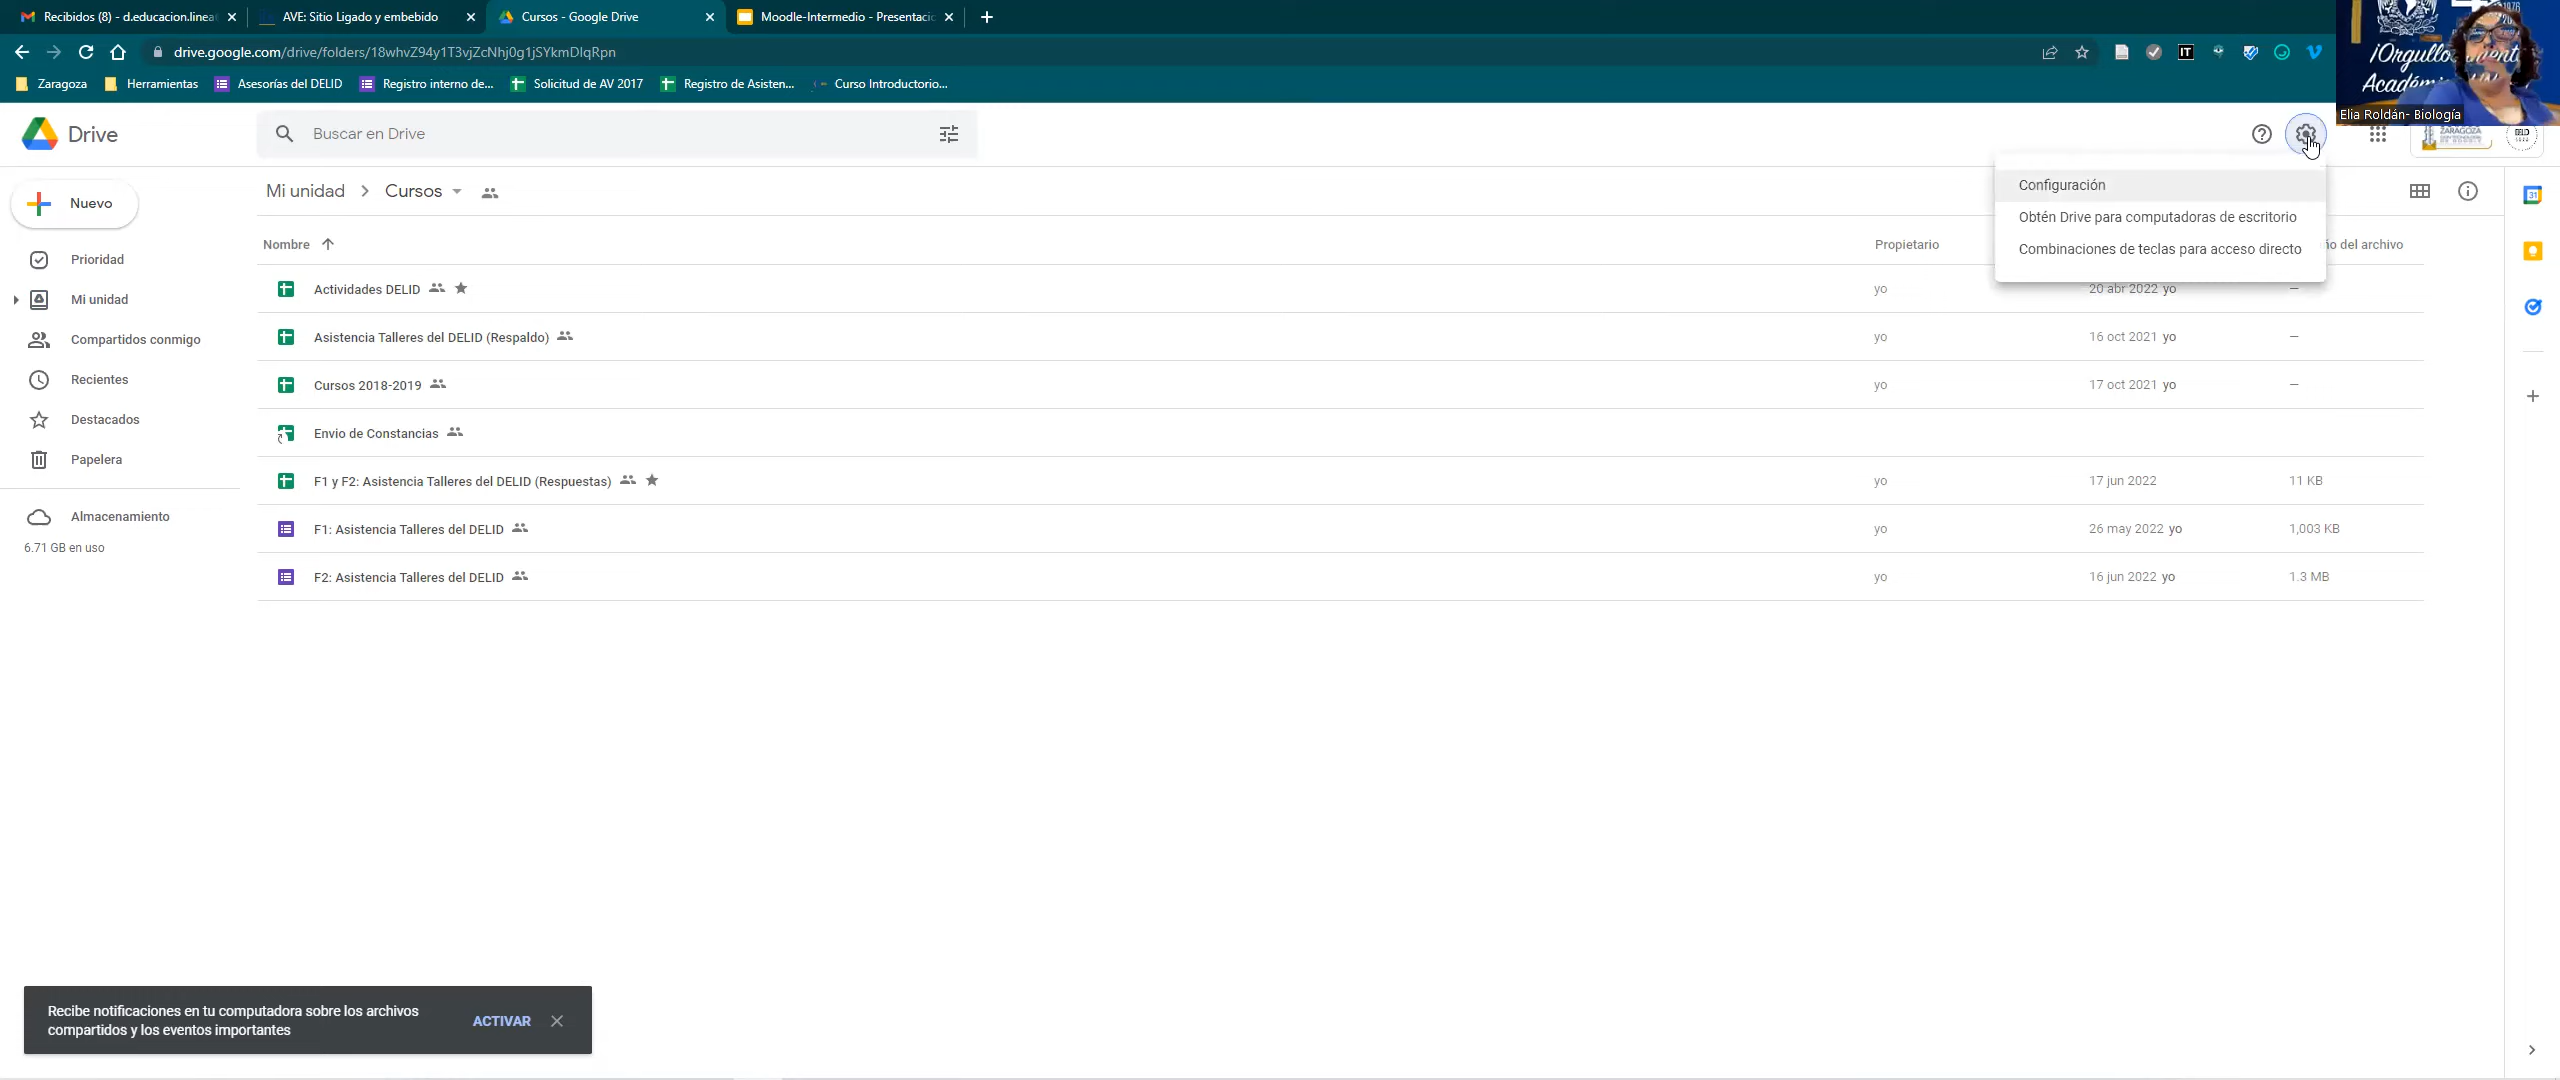 Recibidos (8) - d.educacion.linea
AVE: Sitio Ligado y embebido
Cursos - Google Drive
Moodle-Intermedio - Presentaci
drive.google.com/drive/folders/18whvZ94y1T3vjZcNhj0g1jSYkmDlqRpn
Zaragoza
Herramientas
Asesorías del DELID
Registro interno de...
Solicitud de AV 2017
Registro de Asisten...
Curso Introductorio...
IT
¡Orgullo
Elia Roldán- Biología
Drive
Buscar en Drive
ZARAGOZA
DELID
Nuevo
Mi unidad
Cursos
Configuración
Obtén Drive para computadoras de escritorio
Combinaciones de teclas para acceso directo
31
Nombre
Propietario
ño del archivo
Prioridad
Mi unidad
Compartidos conmigo
Recientes
Destacados
Papelera
Almacenamiento
6.71 GB en uso
Actividades DELID yo 20 abr 2022 yo –
Asistencia Talleres del DELID (Respaldo) yo 16 oct 2021 yo –
Cursos 2018-2019 yo 17 oct 2021 yo –
Envio de Constancias
F1 y F2: Asistencia Talleres del DELID (Respuestas) yo 17 jun 2022 11 KB
F1: Asistencia Talleres del DELID yo 26 may 2022 yo 1,003 KB
F2: Asistencia Talleres del DELID yo 16 jun 2022 yo 1.3 MB
Recibe notificaciones en tu computadora sobre los archivos
compartidos y los eventos importantes
ACTIVAR